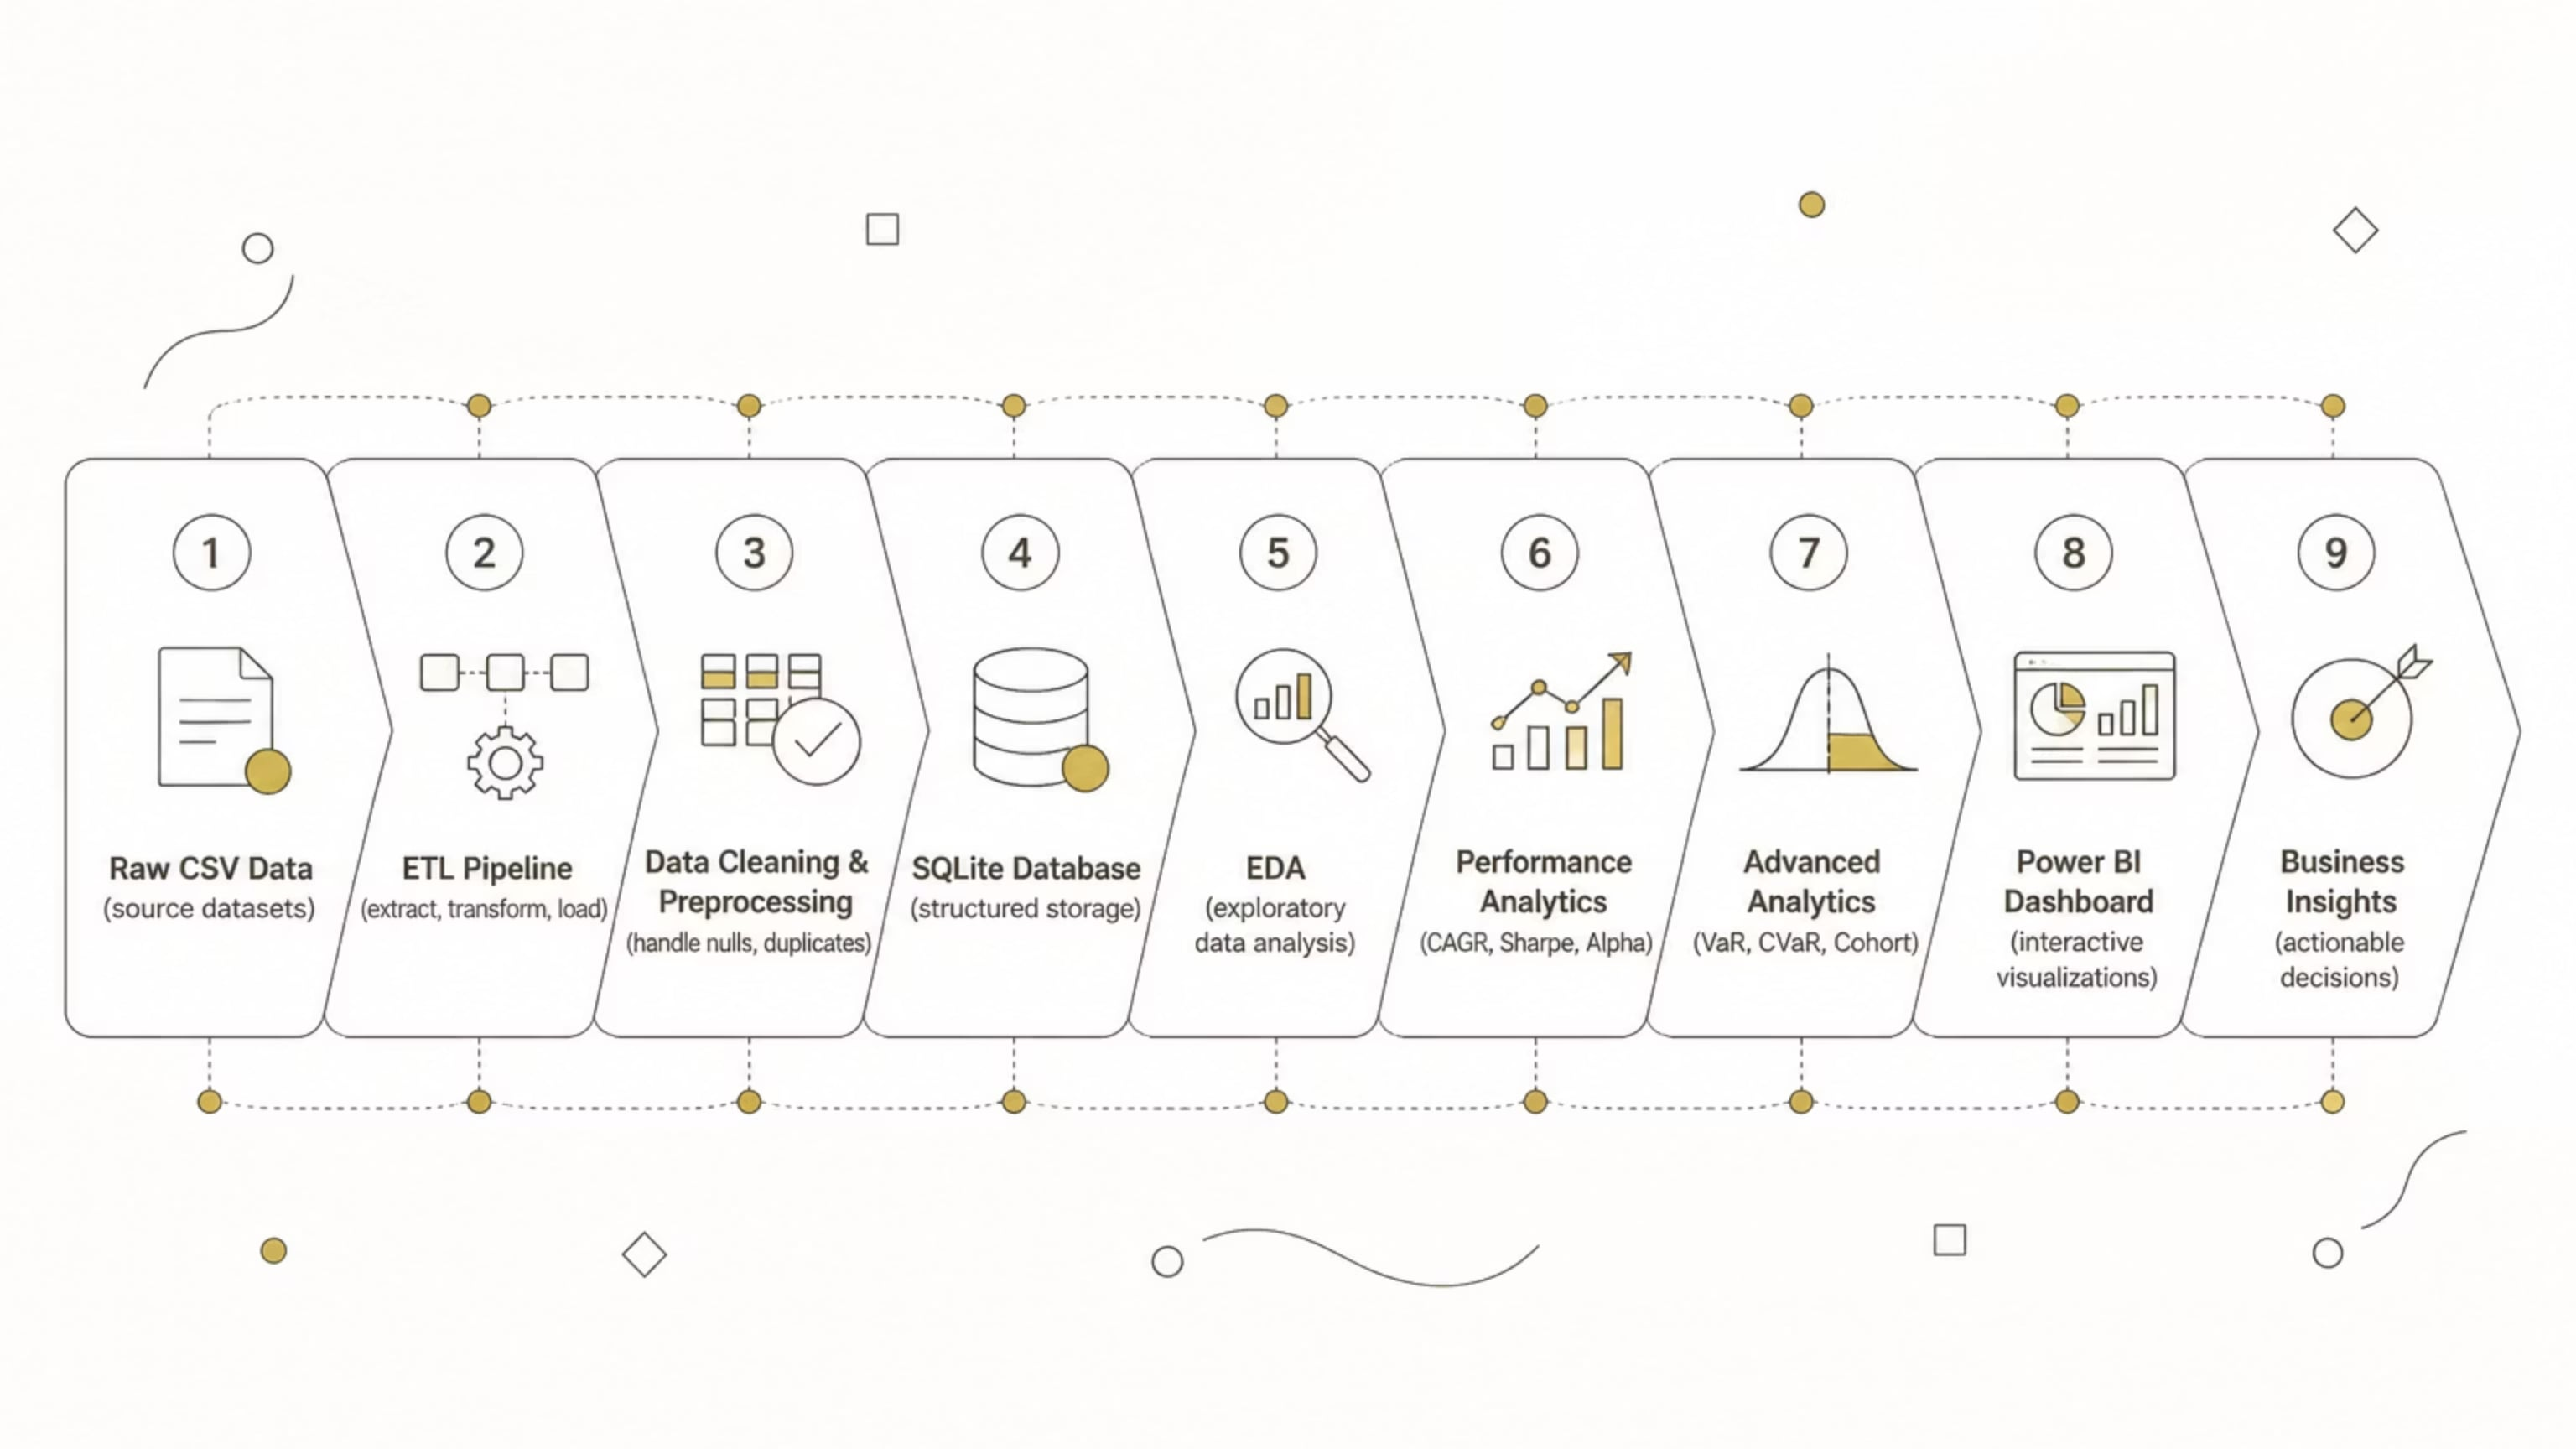 1
Raw CSV Data
(source datasets)
2
ETL Pipeline
(extract, transform, load)
3
Data Cleaning &
Preprocessing
(handle nulls, duplicates)
4
SQLite Database
(structured storage)
5
EDA
(exploratory
data analysis)
6
Performance
Analytics
(CAGR, Sharpe, Alpha)
7
Advanced
Analytics
(VaR, CVaR, Cohort)
8
Power BI
Dashboard
(interactive
visualizations)
9
Business
Insights
(actionable
decisions)